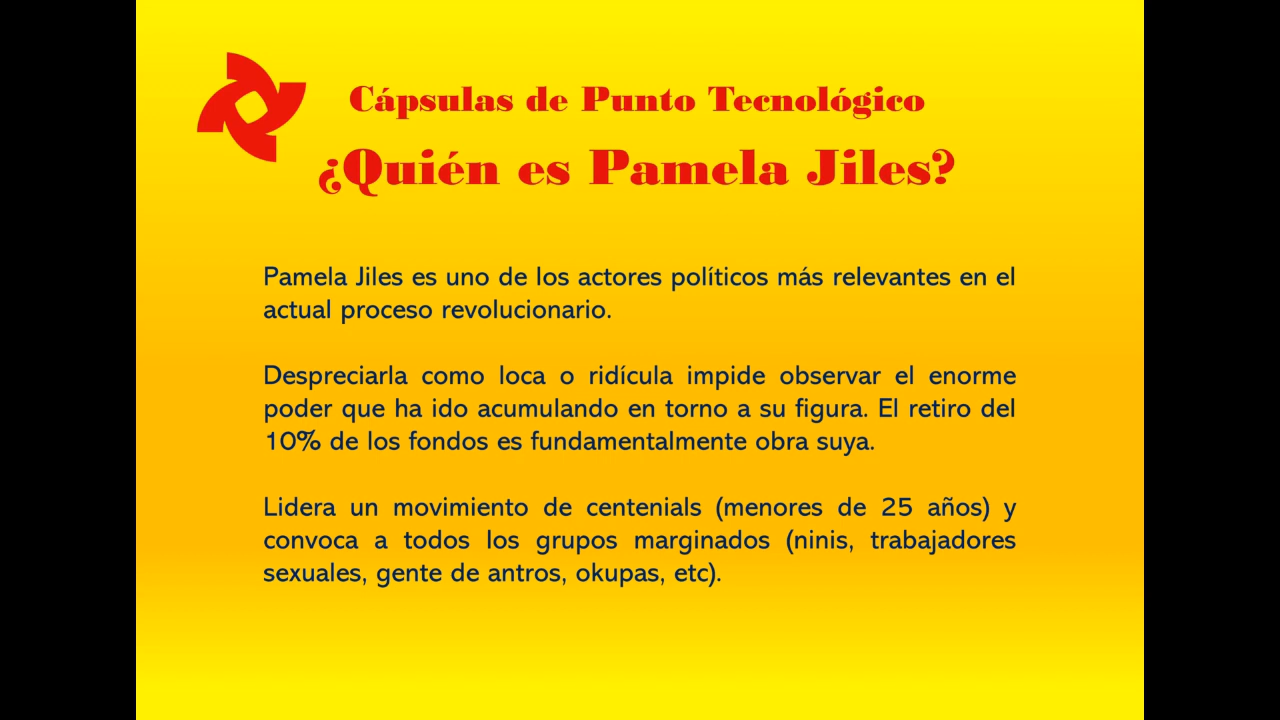 Cápsulas de Punto Tecnológico
¿Quién es Pamela Jiles?
Pamela Jiles es uno de los actores políticos más relevantes en el
actual proceso revolucionario.
Despreciarla como loca o ridícula impide observar el enorme
poder que ha ido acumulando en torno a su figura. El retiro del
10% de los fondos es fundamentalmente obra suya.
Lidera un movimiento de centenials (menores de 25 años) y
convoca a todos los grupos marginados (ninis, trabajadores
sexuales, gente de antros, okupas, etc).